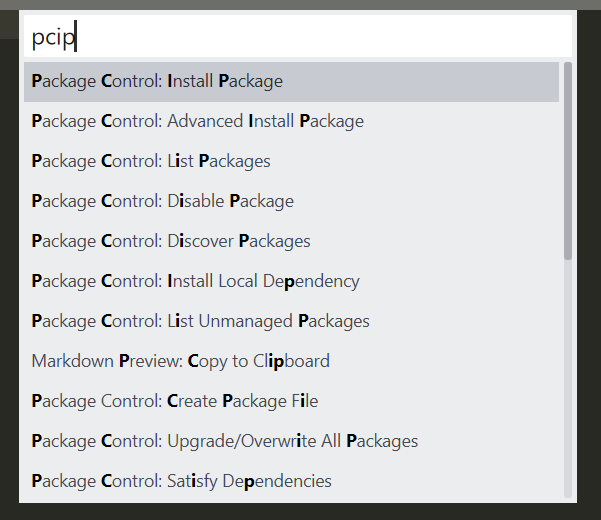 pcip
Package Control: Install Package
Package Control: Advanced Install Package
Package Control: List Packages
Package Control: Disable Package
Package Control: Discover Packages
Package Control: Install Local Dependency
Package Control: List Unmanaged Packages
Markdown Preview: Copy to Clipboard
Package Control: Create Package File
Package Control: Upgrade/Overwrite All Packages
Package Control: Satisfy Dependencies